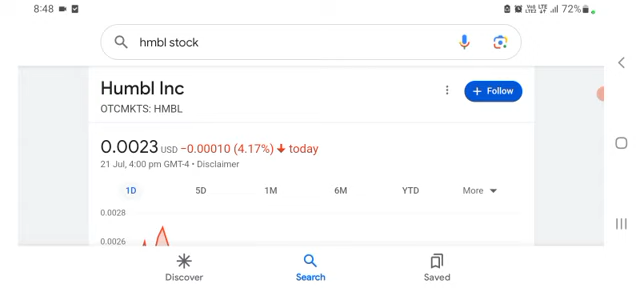 8:48
Vo) LTE 72%
hmbl stock
Humbl Inc
+ Follow
OTCMKTS: HMBL
0.0023 USD −0.00010 (4.17%) ↓ today
21 Jul, 4:00 pm GMT-4 • Disclaimer
1D 5D 1M 6M YTD More
0.0028
0.0026
Discover Search Saved